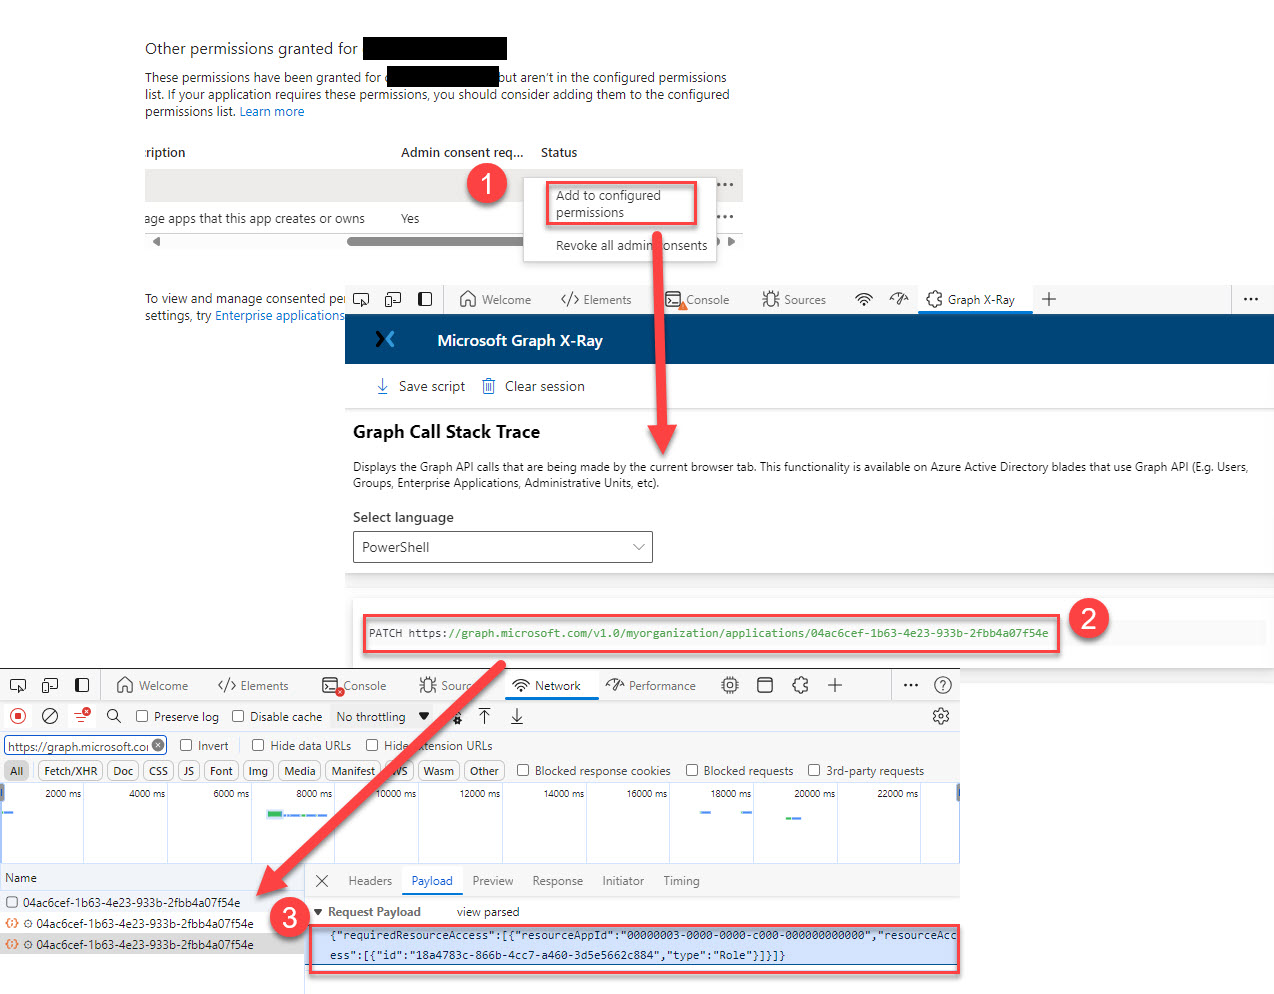 Other permissions granted for
These permissions have been granted for but aren't in the configured permissions
list. If your application requires these permissions, you should consider adding them to the configured
permissions list. Learn more
ription Admin consent req... Status
1
Add to configured
permissions
age apps that this app creates or owns Yes
Revoke all admin consents
To view and manage consented per
settings, try Enterprise applications
Welcome Elements Console Sources Graph X-Ray
Microsoft Graph X-Ray
Save script Clear session
Graph Call Stack Trace
Displays the Graph API calls that are being made by the current browser tab. This functionality is available on Azure Active Directory blades that use Graph API (E.g. Users,
Groups, Enterprise Applications, Administrative Units, etc).
Select language
PowerShell
2
PATCH https://graph.microsoft.com/v1.0/myorganization/applications/04ac6cef-1b63-4e23-933b-2fbb4a07f54e
Welcome Elements Console Sourc Network Performance
Preserve log Disable cache No throttling
https://graph.microsoft.co Invert Hide data URLs Hide extension URLs
All Fetch/XHR Doc CSS JS Font Img Media Manifest WS Wasm Other Blocked response cookies Blocked requests 3rd-party requests
2000 ms 4000 ms 6000 ms 8000 ms 10000 ms 12000 ms 14000 ms 16000 ms 18000 ms 20000 ms 22000 ms
Name Headers Payload Preview Response Initiator Timing
04ac6cef-1b63-4e23-933b-2fbb4a07f54e
04ac6cef-1b63-4e23-933b-2fbb4a07f54e
04ac6cef-1b63-4e23-933b-2fbb4a07f54e
3
Request Payload view parsed
{"requiredResourceAccess":[{"resourceAppId":"00000003-0000-0000-c000-000000000000","resourceAcc
ess":[{"id":"18a4783c-866b-4cc7-a460-3d5e5662c884","type":"Role"}]}]}